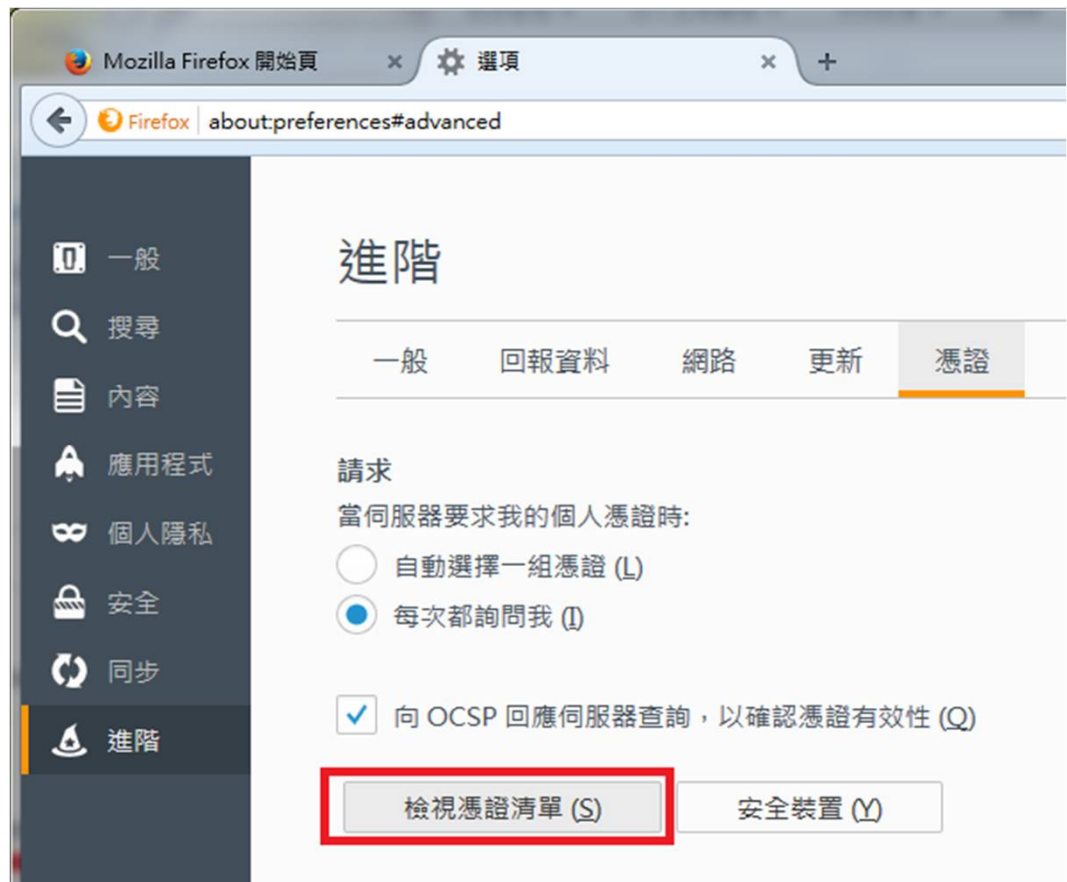 Mozilla Firefox 開始頁
選項
Firefox about:preferences#advanced
一般
搜尋
內容
應用程式
個人隱私
安全
同步
進階
進階
一般 回報資料 網路 更新 憑證
請求
當伺服器要求我的個人憑證時:
自動選擇一組憑證 (L)
每次都詢問我 (I)
向 OCSP 回應伺服器查詢,以確認憑證有效性 (Q)
檢視憑證清單 (S) 安全裝置 (Y)